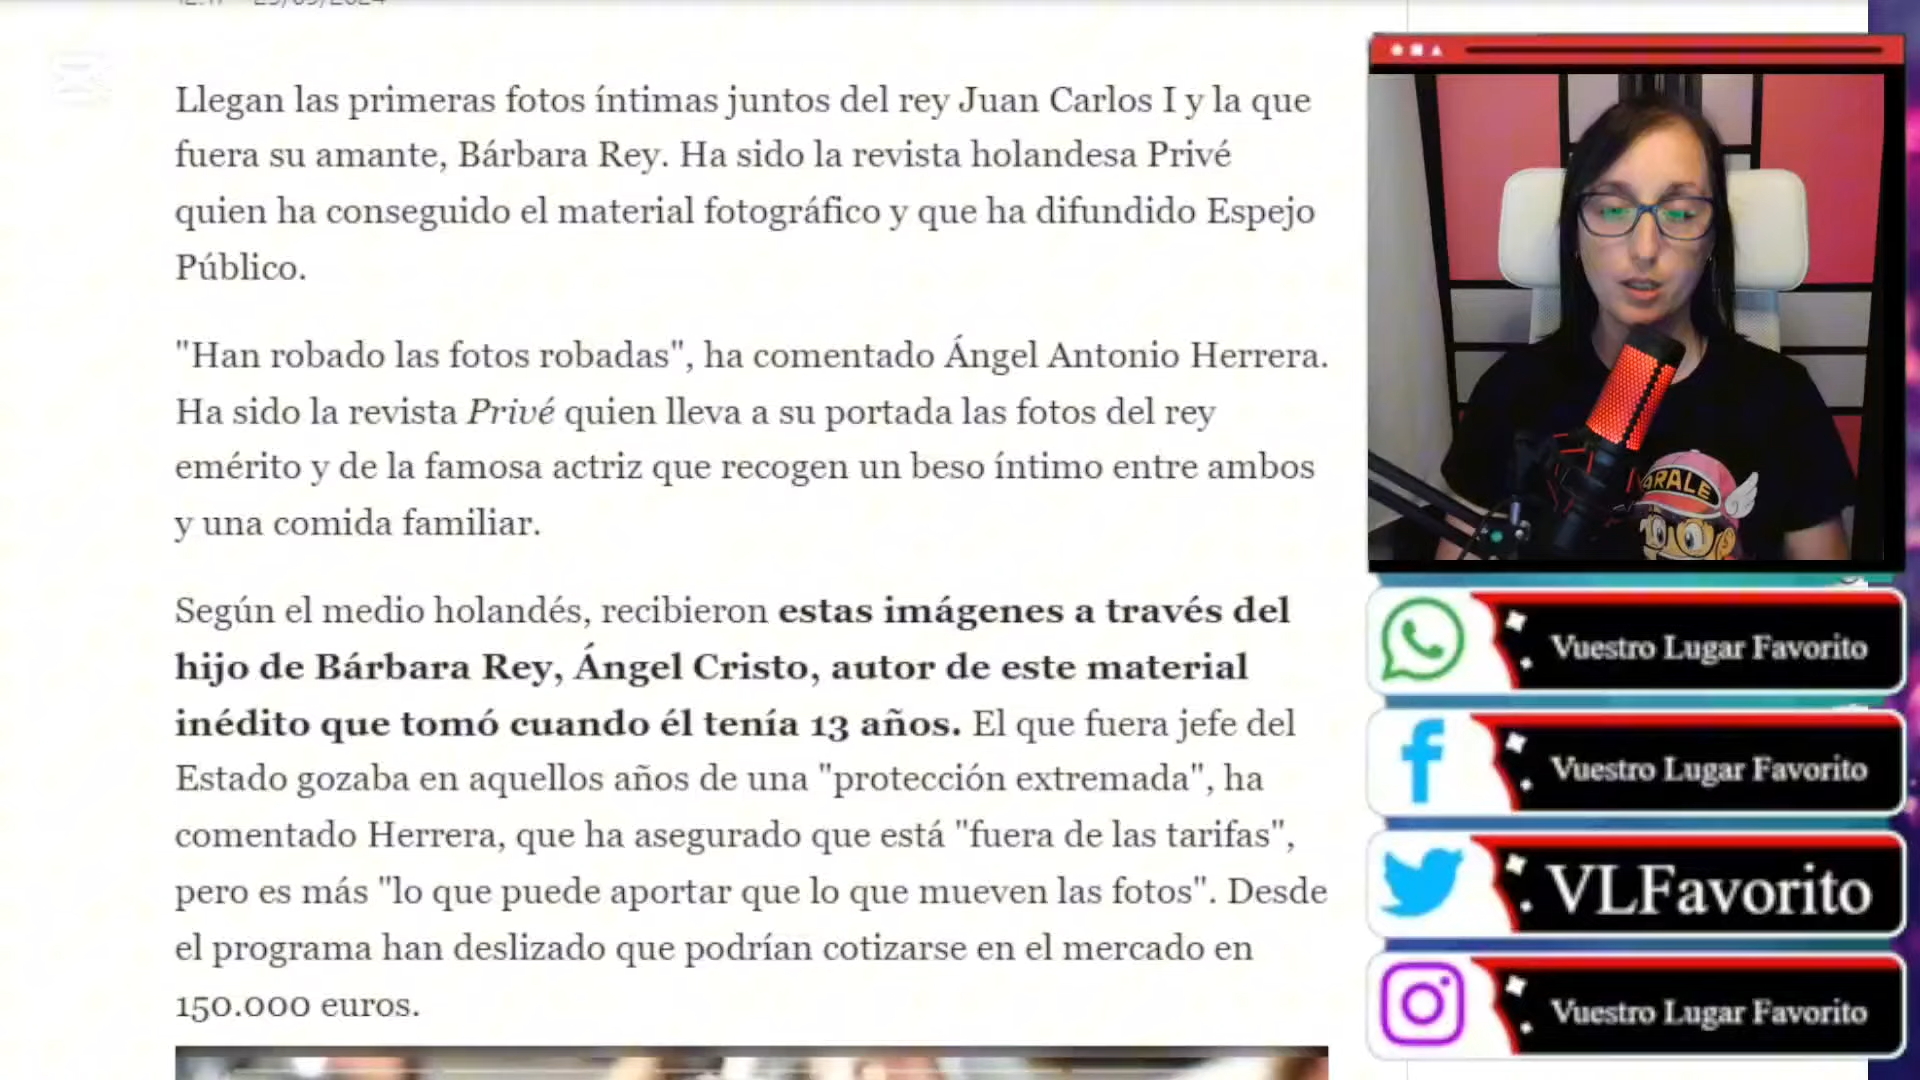 Llegan las primeras fotos íntimas juntos del rey Juan Carlos I y la que
fuera su amante, Bárbara Rey. Ha sido la revista holandesa Privé
quien ha conseguido el material fotográfico y que ha difundido Espejo
Público.
"Han robado las fotos robadas", ha comentado Ángel Antonio Herrera.
Ha sido la revista Privé quien lleva a su portada las fotos del rey
emérito y de la famosa actriz que recogen un beso íntimo entre ambos
y una comida familiar.
Según el medio holandés, recibieron estas imágenes a través del
hijo de Bárbara Rey, Ángel Cristo, autor de este material
inédito que tomó cuando él tenía 13 años. El que fuera jefe del
Estado gozaba en aquellos años de una "protección extremada", ha
comentado Herrera, que ha asegurado que está "fuera de las tarifas",
pero es más "lo que puede aportar que lo que mueven las fotos". Desde
el programa han deslizado que podrían cotizarse en el mercado en
150.000 euros.
ARALE
Vuestro Lugar Favorito
Vuestro Lugar Favorito
VLFavorito
Vuestro Lugar Favorito